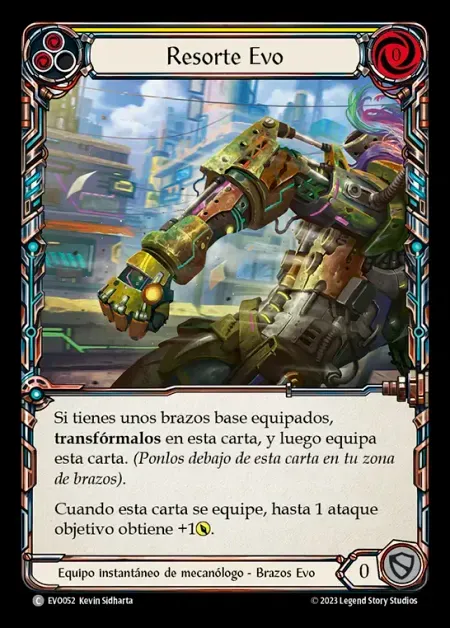 Resorte Evo
0
Si tienes unos brazos base equipados,
transfórmalos en esta carta, y luego equipa
esta carta. (Ponlos debajo de esta carta en tu zona
de brazos).
Cuando esta carta se equipe, hasta 1 ataque
objetivo obtiene +1.
Equipo instantáneo de mecanólogo - Brazos Evo
0
C EVO052 Kevin Sidharta
© 2023 Legend Story Studios